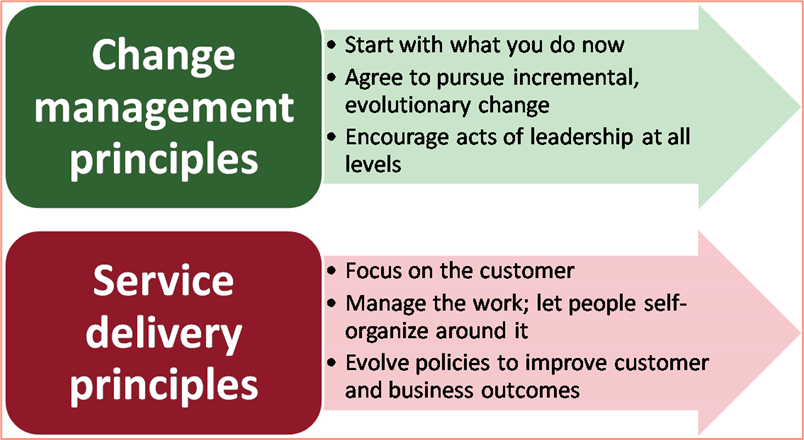 Change
management
principles
• Start with what you do now
• Agree to pursue incremental,
evolutionary change
• Encourage acts of leadership at all
levels
Service
delivery
principles
• Focus on the customer
• Manage the work; let people self-
organize around it
• Evolve policies to improve customer
and business outcomes